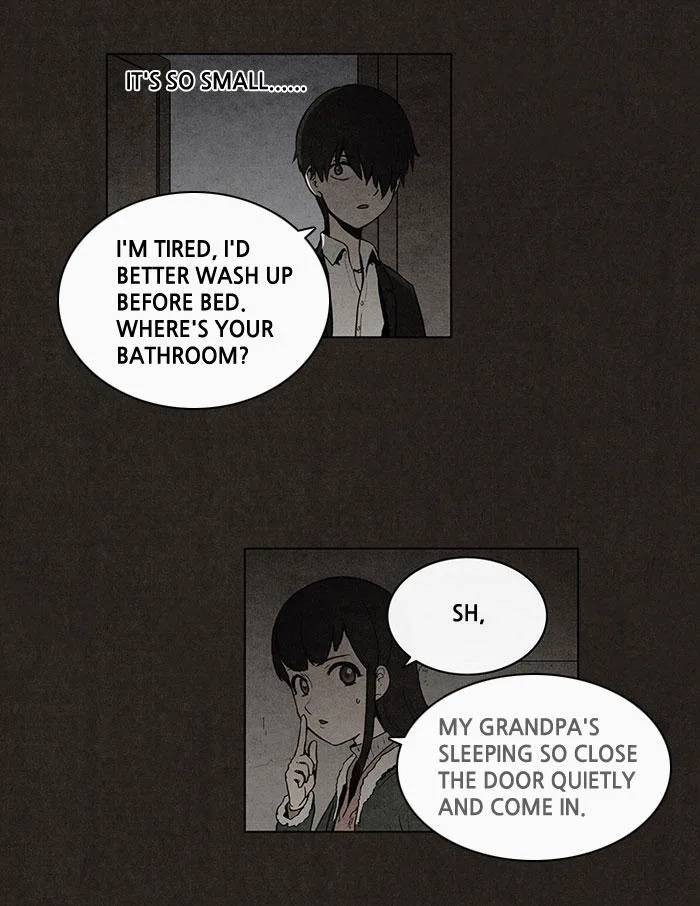 IT'S SO SMALL......
I'M TIRED, I'D
BETTER WASH UP
BEFORE BED.
WHERE'S YOUR
BATHROOM?
SH,
MY GRANDPA'S
SLEEPING SO CLOSE
THE DOOR QUIETLY
AND COME IN.